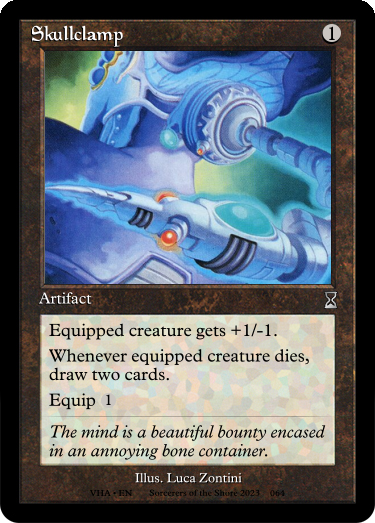 Skullclamp 1
Artifact
Equipped creature gets +1/-1.
Whenever equipped creature dies,
draw two cards.
Equip 1
The mind is a beautiful bounty encased
in an annoying bone container.
Illus. Luca Zontini
VHA • EN Sorcerers of the Shore 2023 064